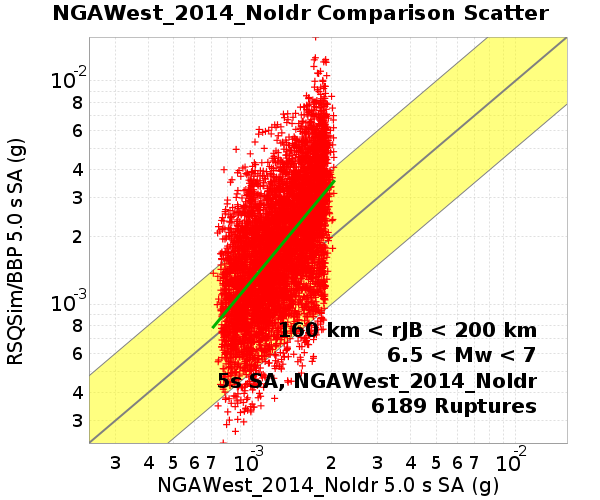 NGAWest_2014_NoIdr Comparison Scatter
RSQSim/BBP 5.0 s SA (g)
10-2
8
6
4
3
2
10-3
8
6
4
3
160 km < rJB < 200 km
6.5 < Mw < 7
5s SA, NGAWest_2014_NoIdr
6189 Ruptures
3 4 5 6 7 10-3 2 3 4 5 6 7 10-2
NGAWest_2014_NoIdr 5.0 s SA (g)